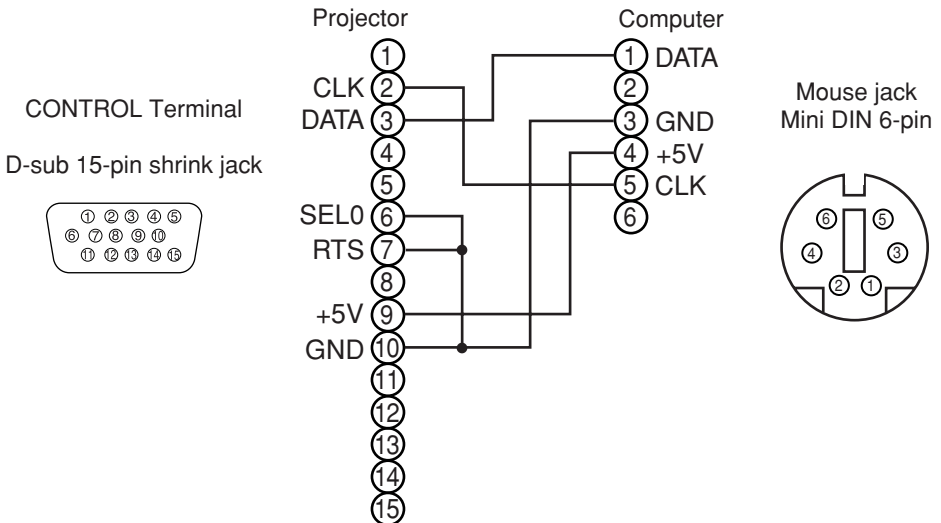 Projector
Computer
CONTROL Terminal
D-sub 15-pin shrink jack
① ② ③ ④ ⑤
⑥ ⑦ ⑧ ⑨ ⑩
⑪ ⑫ ⑬ ⑭ ⑮
1
CLK 2
DATA 3
4
5
SEL0 6
RTS 7
8
+5V 9
GND 10
11
12
13
14
15
1 DATA
2
3 GND
4 +5V
5 CLK
6
Mouse jack
Mini DIN 6-pin
6 5
4 3
2 1